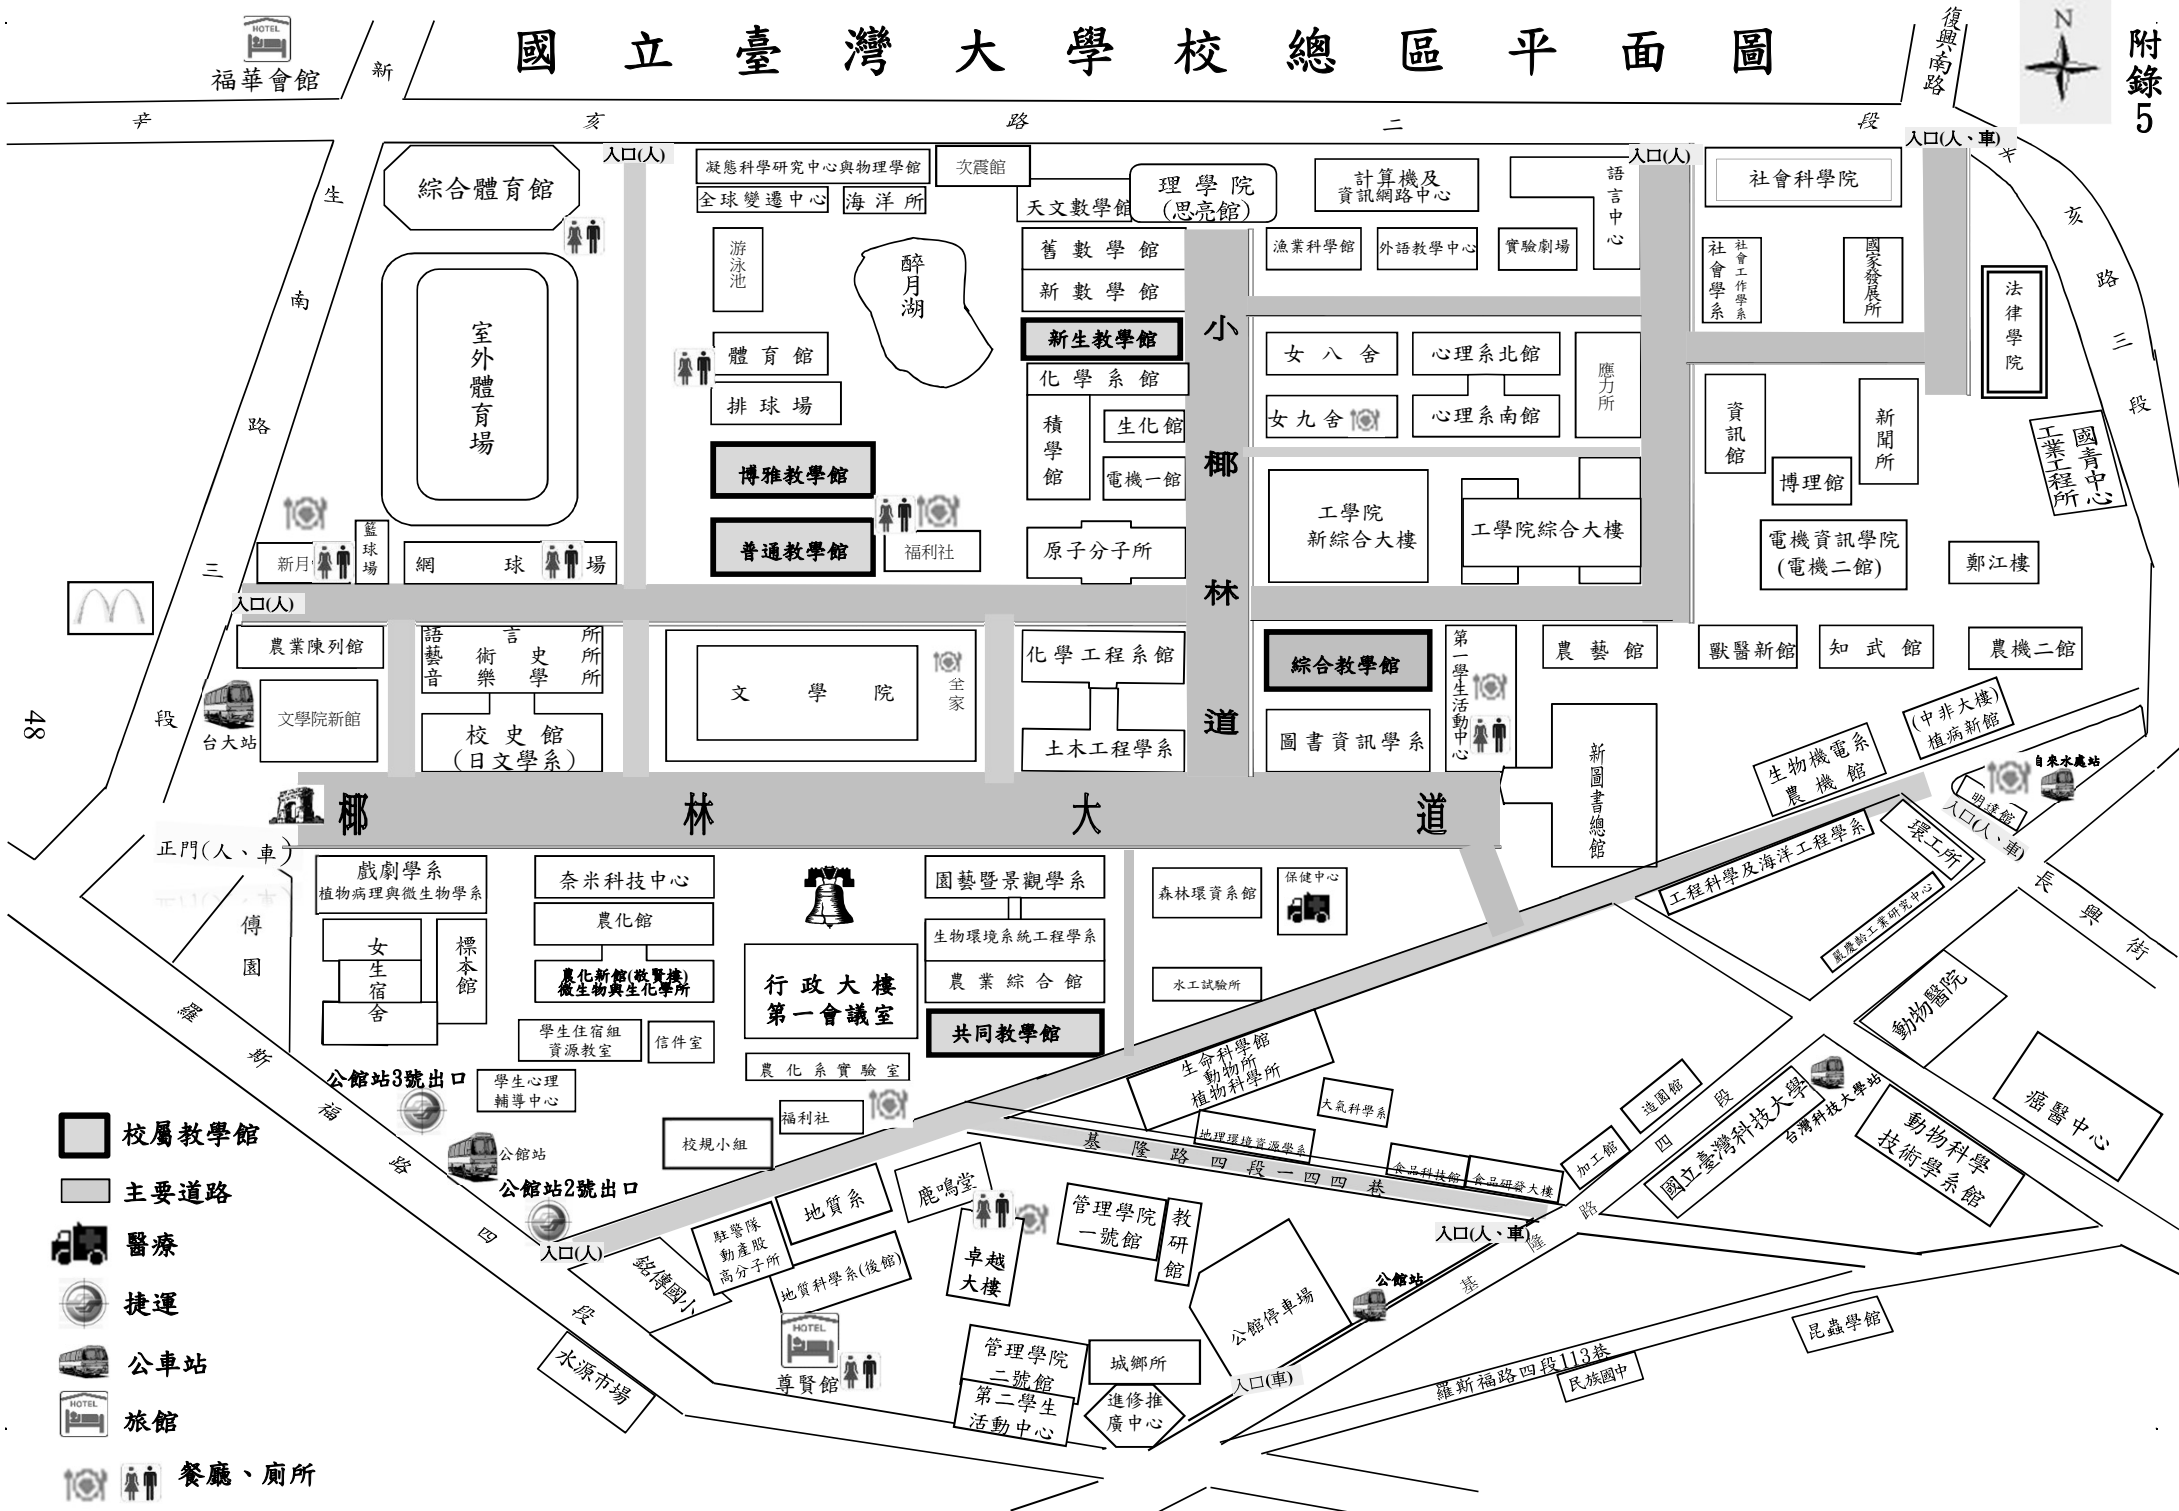 國立臺灣大學校總區平面圖
附錄5
N
HOTEL
福華會館
新
生
南
路
三
段
復興南路
辛 亥 路 二 段
入口(人)
入口(人)
入口(人、車)
辛
亥
路
三
段
綜合體育館
凝態科學研究中心與物理學館
次震館
全球變遷中心
海洋所
天文數學館
理學院
(思亮館)
計算機及
資訊網路中心
語言中心
社會科學院
游泳池
醉月湖
舊數學館
新數學館
漁業科學館
外語教學中心
實驗劇場
社會學系
社會工作學系
國家發展所
法律學院
室外體育場
體育館
排球場
新生教學館
化學系館
積學館
生化館
電機一館
小椰林道
女八舍
心理系北館
女九舍
心理系南館
應力所
資訊館
新聞所
博理館
國青中心
工業工程所
博雅教學館
普通教學館
福利社
原子分子所
工學院
新綜合大樓
工學院綜合大樓
電機資訊學院
(電機二館)
鄭江樓
新月
籃球場
網球場
入口(人)
農業陳列館
語言所
藝術史所
音樂學所
文學院
全家
化學工程系館
綜合教學館
第一學生活動中心
農藝館
獸醫新館
知武館
農機二館
台大站
文學院新館
校史館
(日文學系)
土木工程學系
圖書資訊學系
新圖書總館
生物機電系
農機館
(中非大樓)
植病新館
自來水處站
明達館
入口(人、車)
48
椰林大道
正門(人、車)
傅園
戲劇學系
植物病理與微生物學系
奈米科技中心
農化館
農化新館(敬賢樓)
微生物與生化學所
園藝暨景觀學系
生物環境系統工程學系
農業綜合館
共同教學館
森林環資系館
保健中心
水工試驗所
工程科學及海洋工程學系
環工所
嚴慶齡工業研究中心
長興街
女生宿舍
標本館
行政大樓
第一會議室
學生住宿組
資源教室
信件室
農化系實驗室
學生心理
輔導中心
福利社
校規小組
生命科學館
動物所
植物科學所
大氣科學系
地理環境資源學系
基隆路四段一四四巷
食品科技館
食品研發大樓
加工館
造園館
動物醫院
國立臺灣科技大學
台灣科技大學站
癌醫中心
動物科學
技術學系館
羅斯福路四段
公館站3號出口
公館站
公館站2號出口
入口(人)
銘傳國小
駐警隊
動產股
高分子所
地質系
地質科學系(後館)
鹿鳴堂
卓越
大樓
管理學院
一號館
教研館
公館停車場
入口(人、車)
公館站
基隆路四段
HOTEL
尊賢館
水源市場
管理學院
二號館
第二學生
活動中心
城鄉所
進修推
廣中心
入口(車)
羅斯福路四段113巷
民族國中
昆蟲學館
校屬教學館
主要道路
醫療
捷運
公車站
HOTEL
旅館
餐廳、廁所